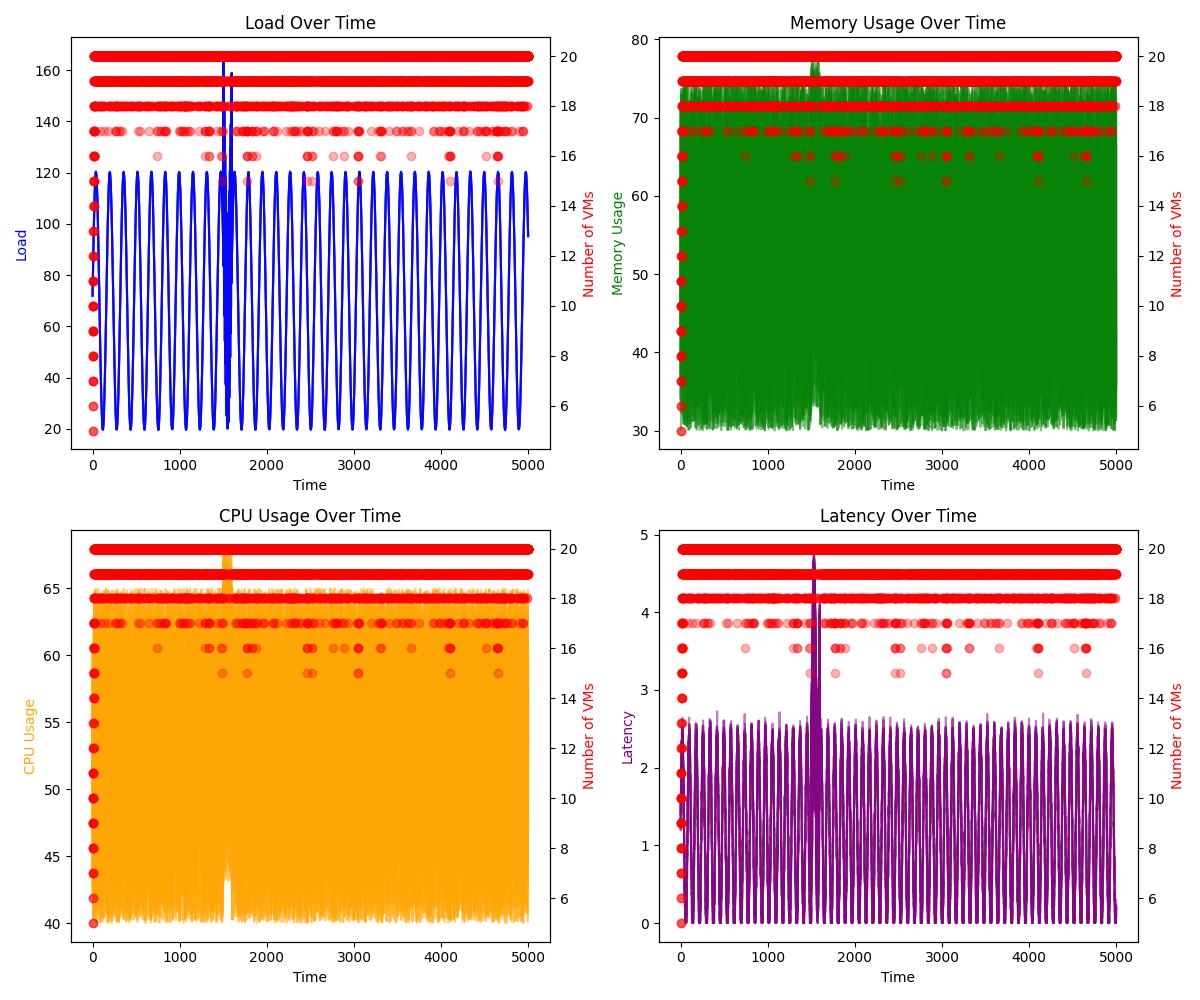 Load Over Time
Load
160
140
120
100
80
60
40
20
0 1000 2000 3000 4000 5000
Time
20
18
16
14
12
10
8
6
Number of VMs
Memory Usage Over Time
Memory Usage
80
70
60
50
40
30
0 1000 2000 3000 4000 5000
Time
20
18
16
14
12
10
8
6
Number of VMs
CPU Usage Over Time
CPU Usage
65
60
55
50
45
40
0 1000 2000 3000 4000 5000
Time
20
18
16
14
12
10
8
6
Number of VMs
Latency Over Time
Latency
5
4
3
2
1
0
0 1000 2000 3000 4000 5000
Time
20
18
16
14
12
10
8
6
Number of VMs